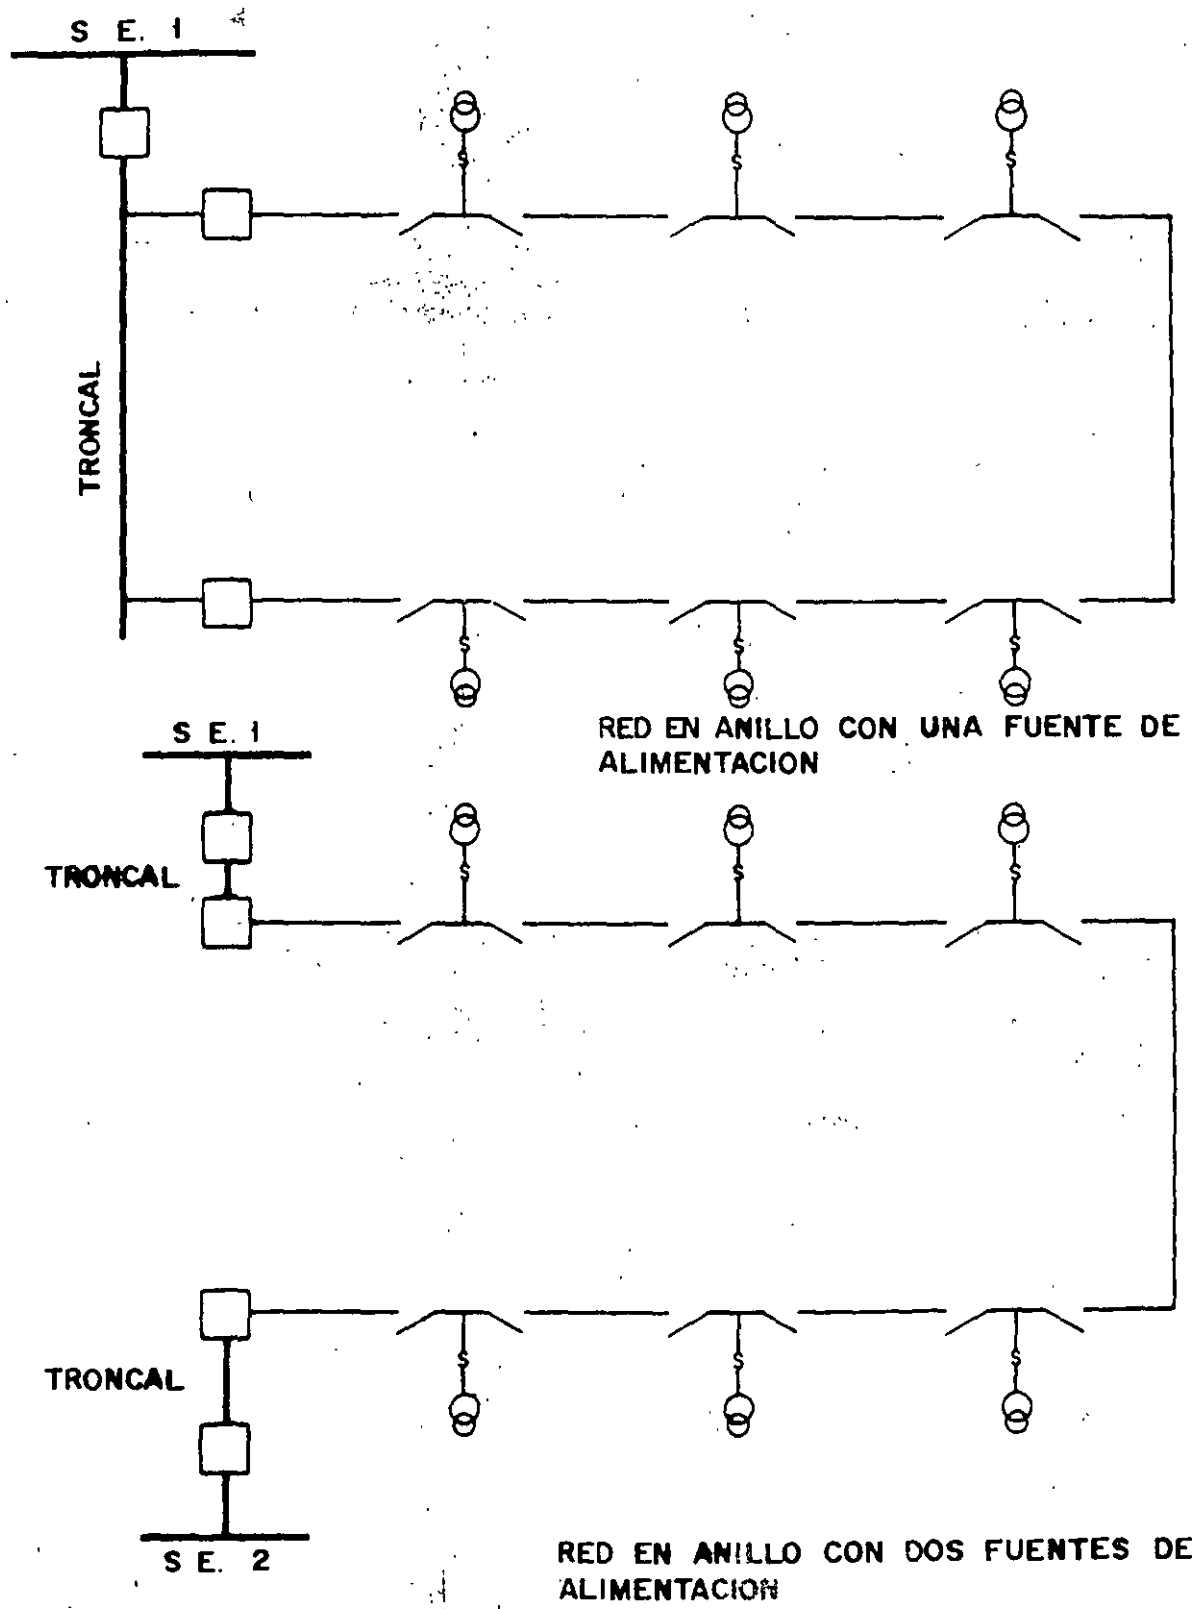 S E. 1
S S S
TRONCAL
S S S
RED EN ANILLO CON UNA FUENTE DE
ALIMENTACION
S E. 1
TRONCAL
S S S
TRONCAL
S S S
S E. 2
RED EN ANILLO CON DOS FUENTES DE
ALIMENTACION